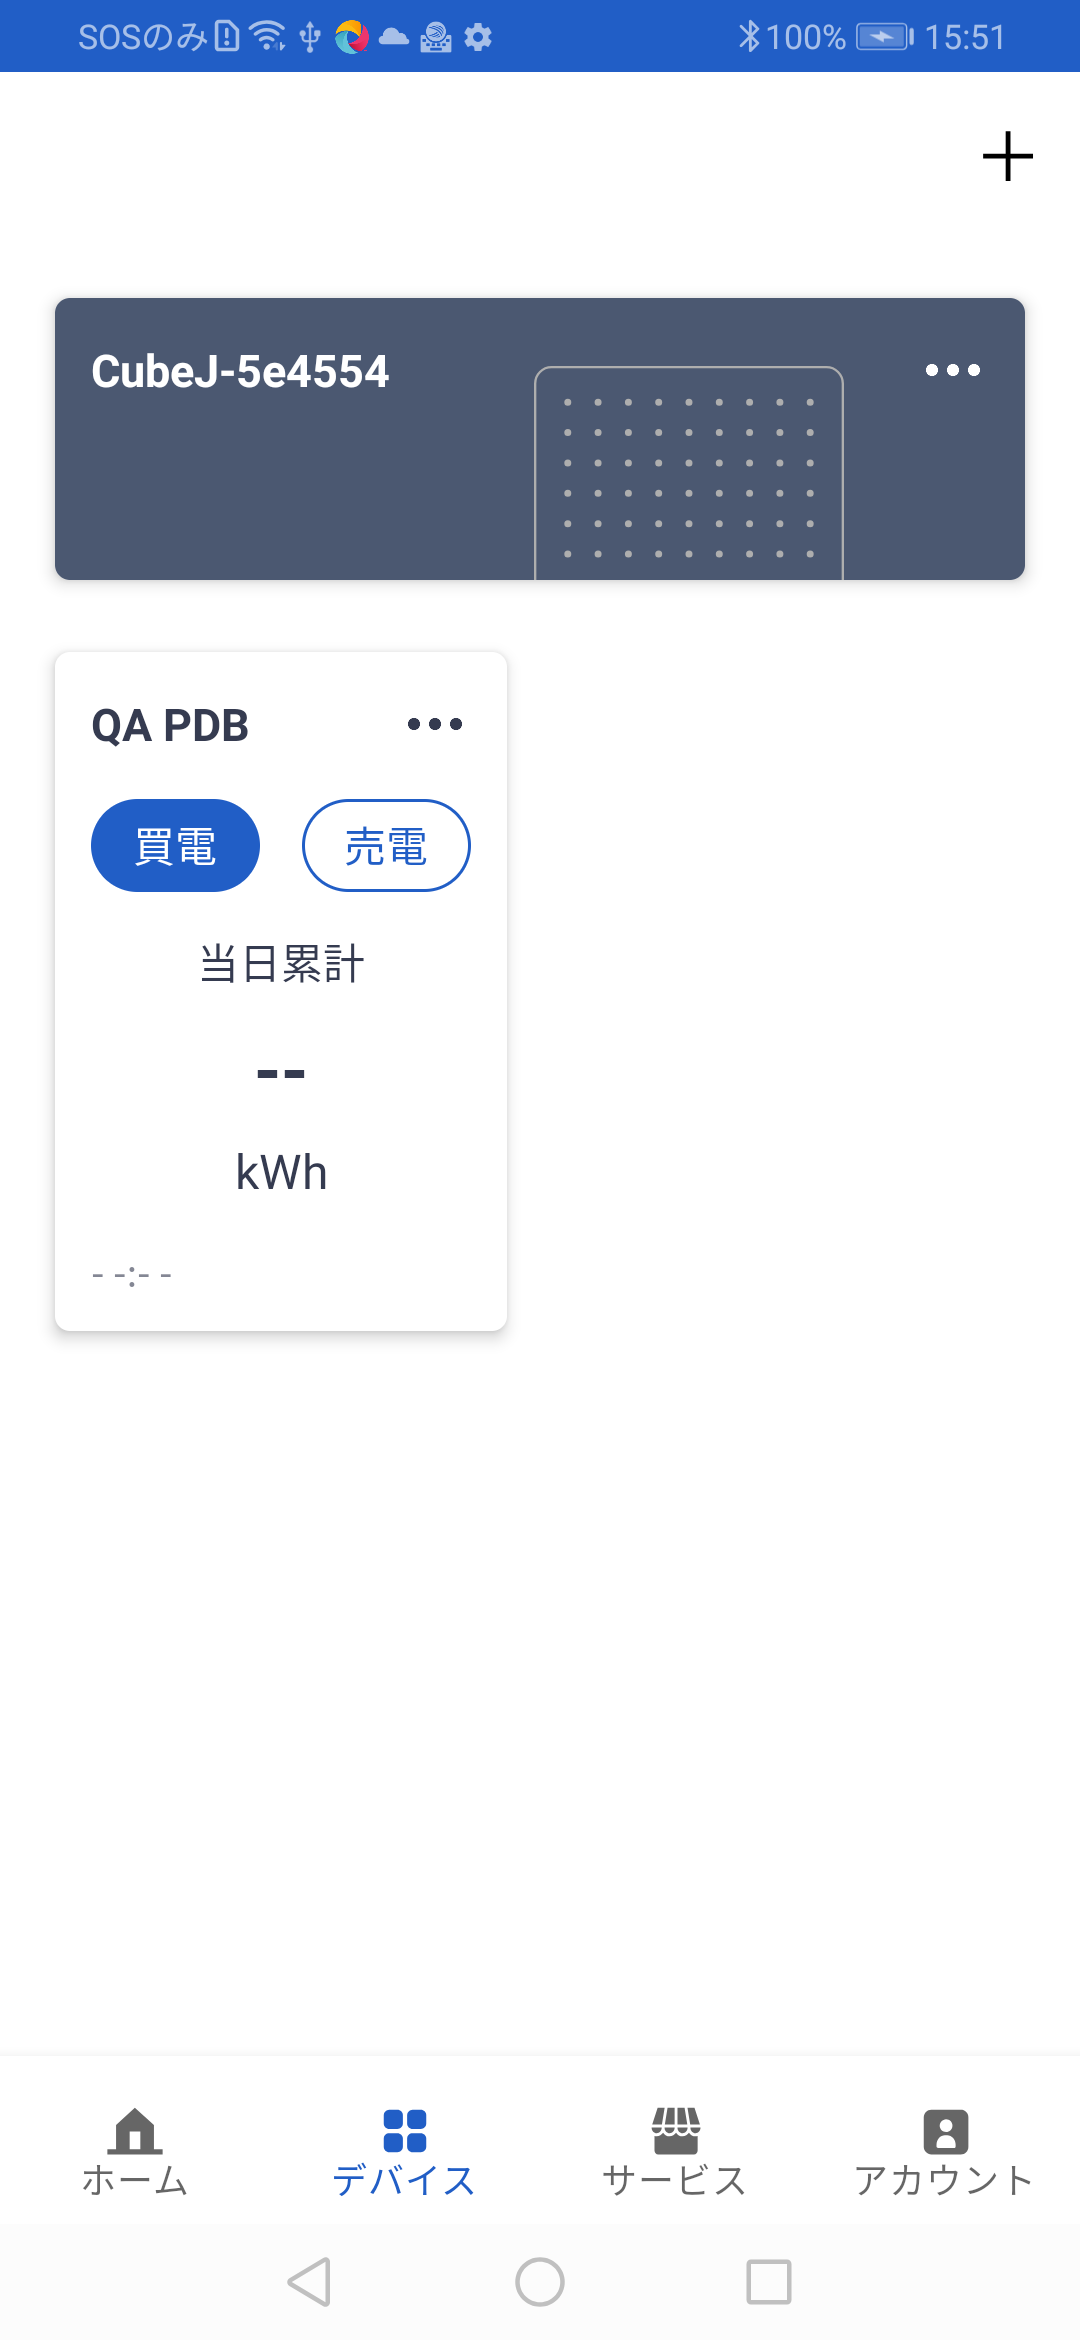 SOSのみ 100% 15:51
CubeJ-5e4554
QA PDB
買電 売電
当日累計
--
kWh
- -:- -
ホーム デバイス サービス アカウント